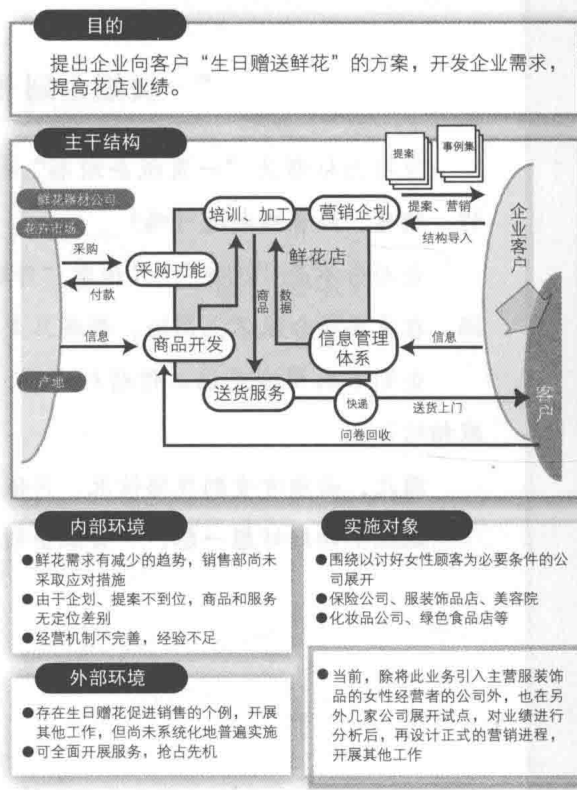 目的
提出企业向客户“生日赠送鲜花”的方案，开发企业需求，
提高花店业绩。
主干结构
提案
事例集
鲜花器材公司
花卉市场
培训、加工
营销企划
提案、营销
结构导入
企业客户
采购
付款
采购功能
鲜花店
商品
数据
信息
商品开发
信息管理
体系
信息
产地
送货服务
快递
送货上门
客户
问卷回收
内部环境
●鲜花需求有减少的趋势，销售部尚未
采取应对措施
●由于企划、提案不到位，商品和服务
无定位差别
●经营机制不完善，经验不足
实施对象
●围绕以讨好女性顾客为必要条件的公
司展开
●保险公司、服装饰品店、美容院
●化妆品公司、绿色食品店等
外部环境
●存在生日赠花促进销售的个例，开展
其他工作，但尚未系统化地普遍实施
●可全面开展服务，抢占先机
●当前，除将此业务引入主营服装饰
品的女性经营者的公司外，也在另
外几家公司展开试点，对业绩进行
分析后，再设计正式的营销进程，
开展其他工作